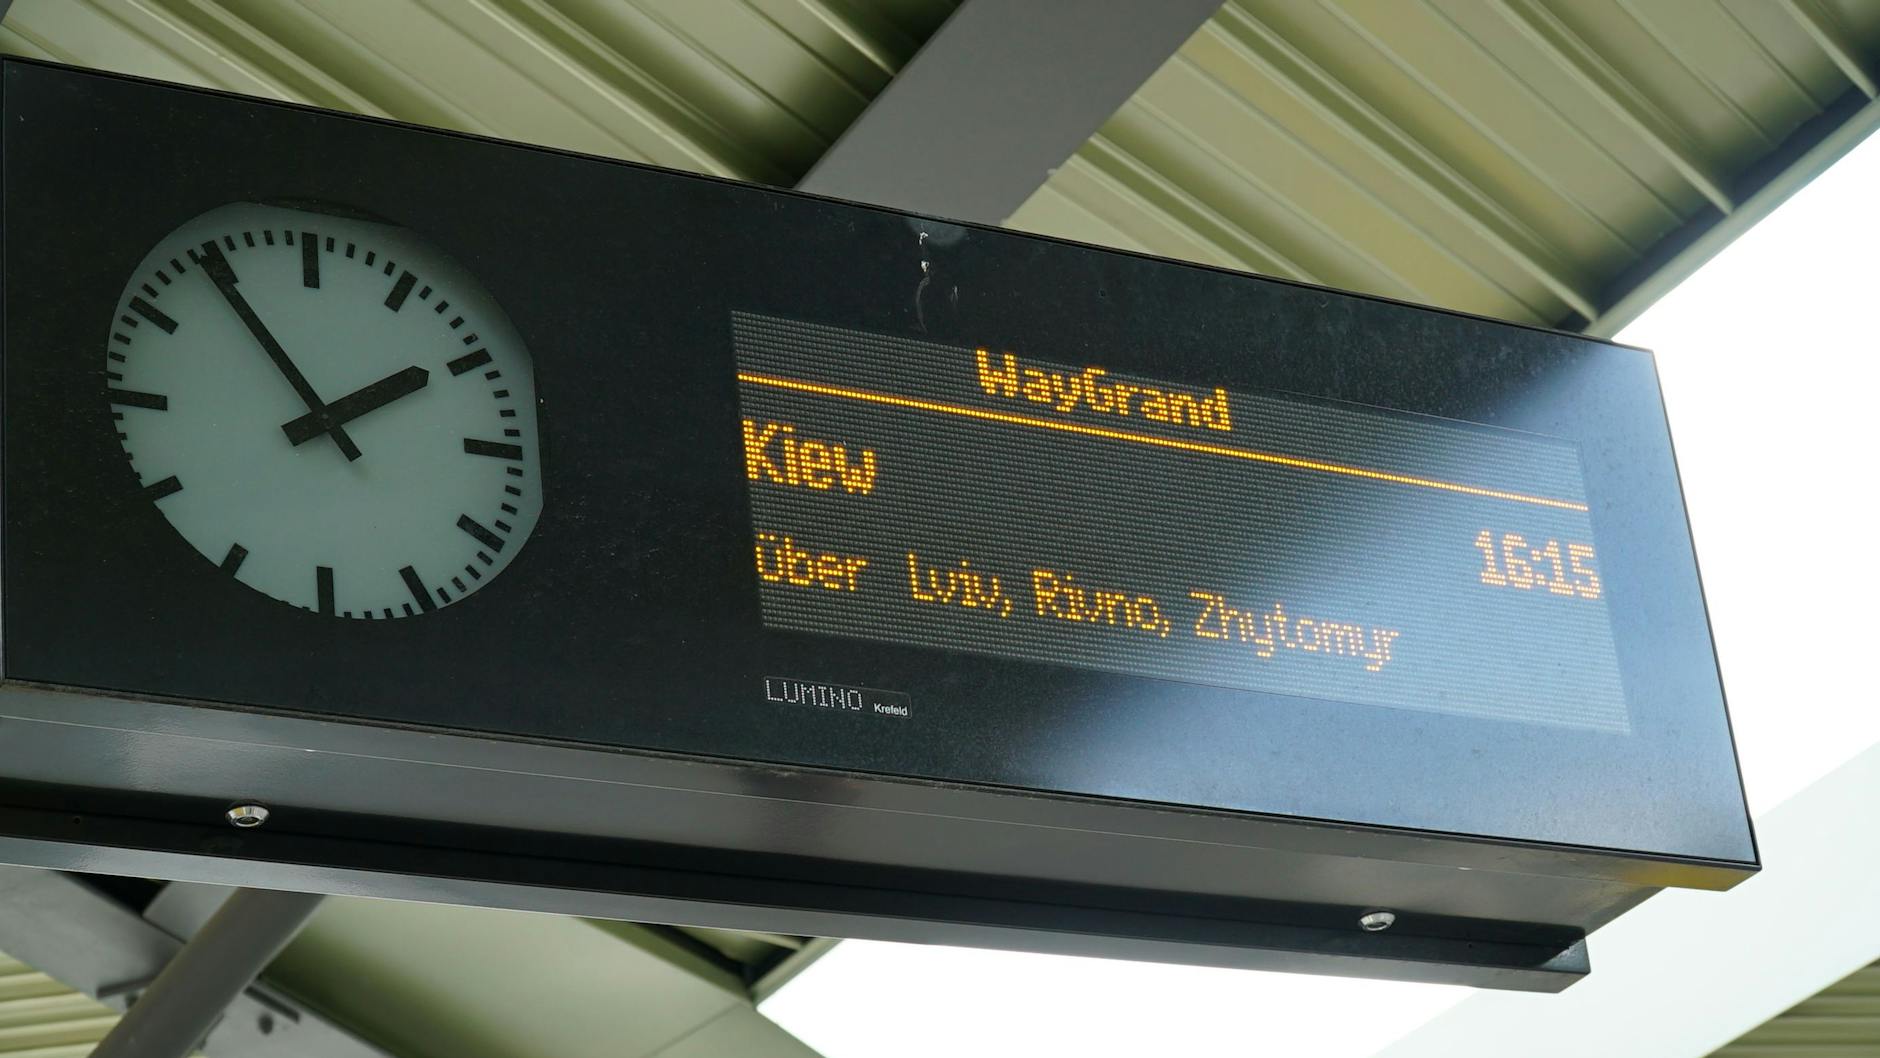 WayGrand
Kiew
16:15
über Lviv, Rivno, Zhytomyr
LUMINO Krefeld